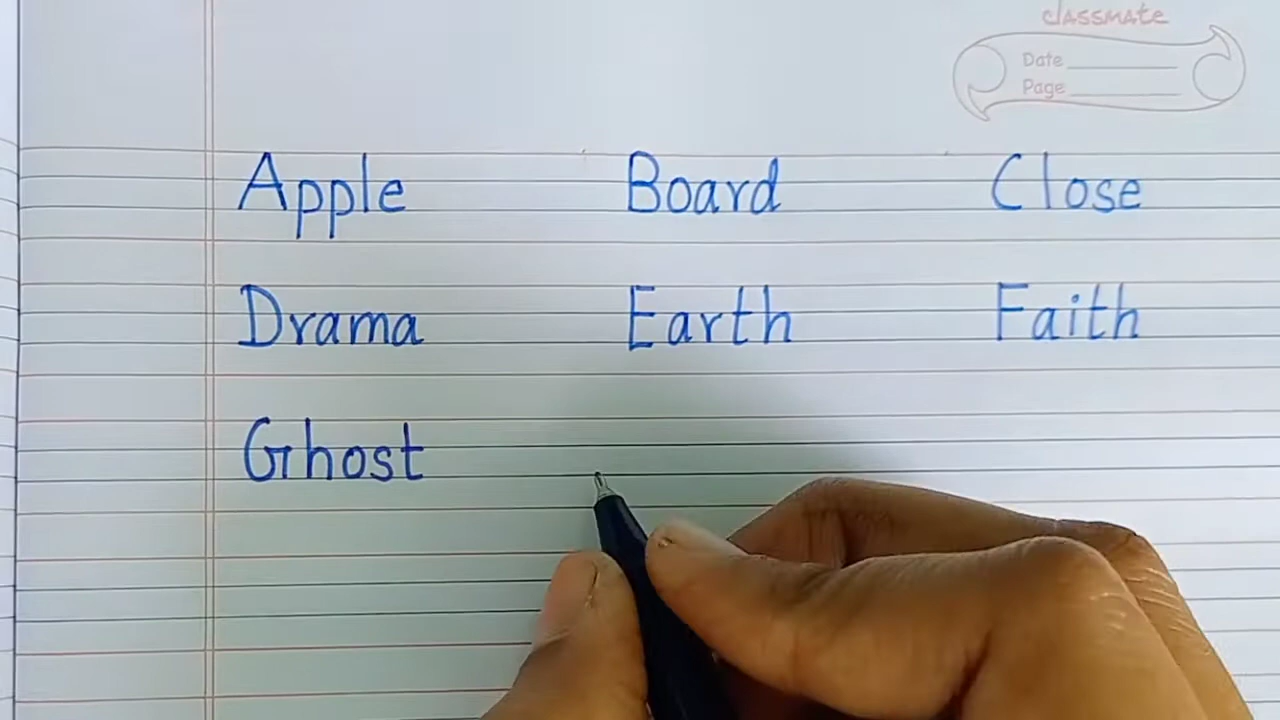 classmate
Date
Page
Apple Board Close
Drama Earth Faith
Ghost